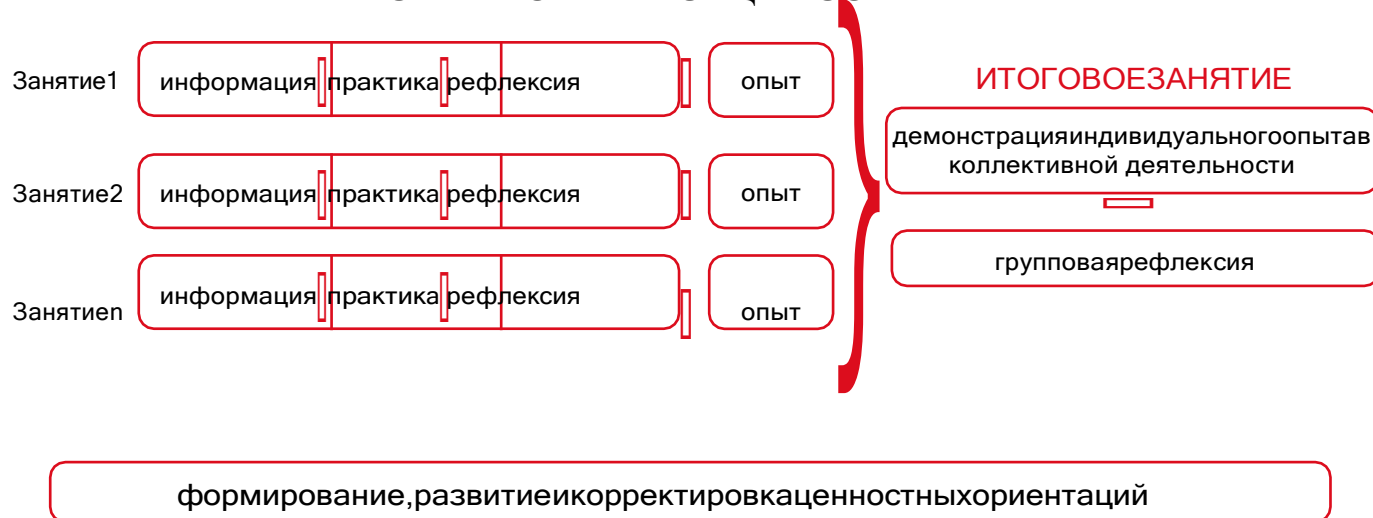 Занятие1
информация практика рефлексия
опыт
Занятие2
информация практика рефлексия
опыт
Занятиеn
информация практика рефлексия
опыт
ИТОГОВОЕЗАНЯТИЕ
демонстрацияиндивидуальногоопытав
коллективной деятельности
групповаярефлексия
формирование,развитиеикорректировкаценностныхориентаций